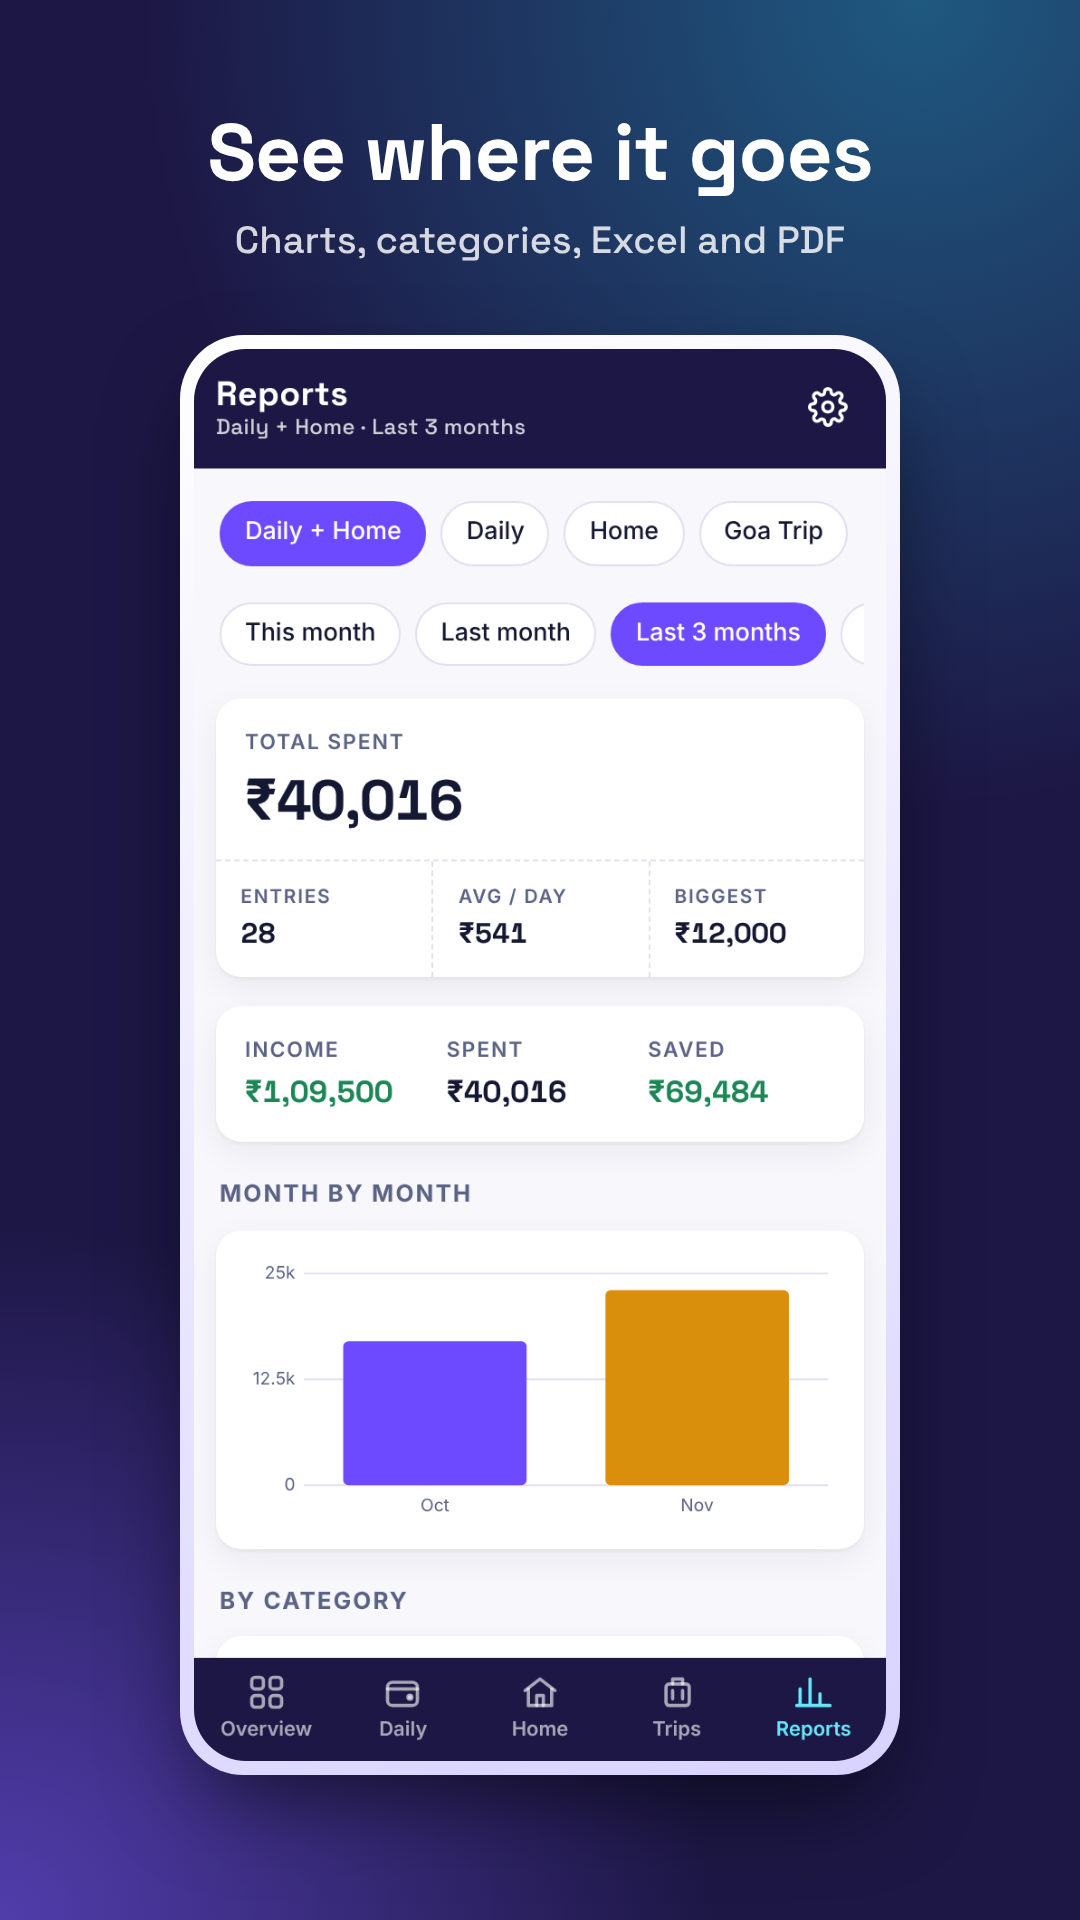 See where it goes
Charts, categories, Excel and PDF
Reports
Daily + Home · Last 3 months
Daily + Home
Daily
Home
Goa Trip
This month
Last month
Last 3 months
TOTAL SPENT
₹40,016
ENTRIES
AVG / DAY
BIGGEST
28
₹541
₹12,000
INCOME
SPENT
SAVED
₹1,09,500
₹40,016
₹69,484
MONTH BY MONTH
25k
12.5k
0
Oct
Nov
BY CATEGORY
Overview
Daily
Home
Trips
Reports